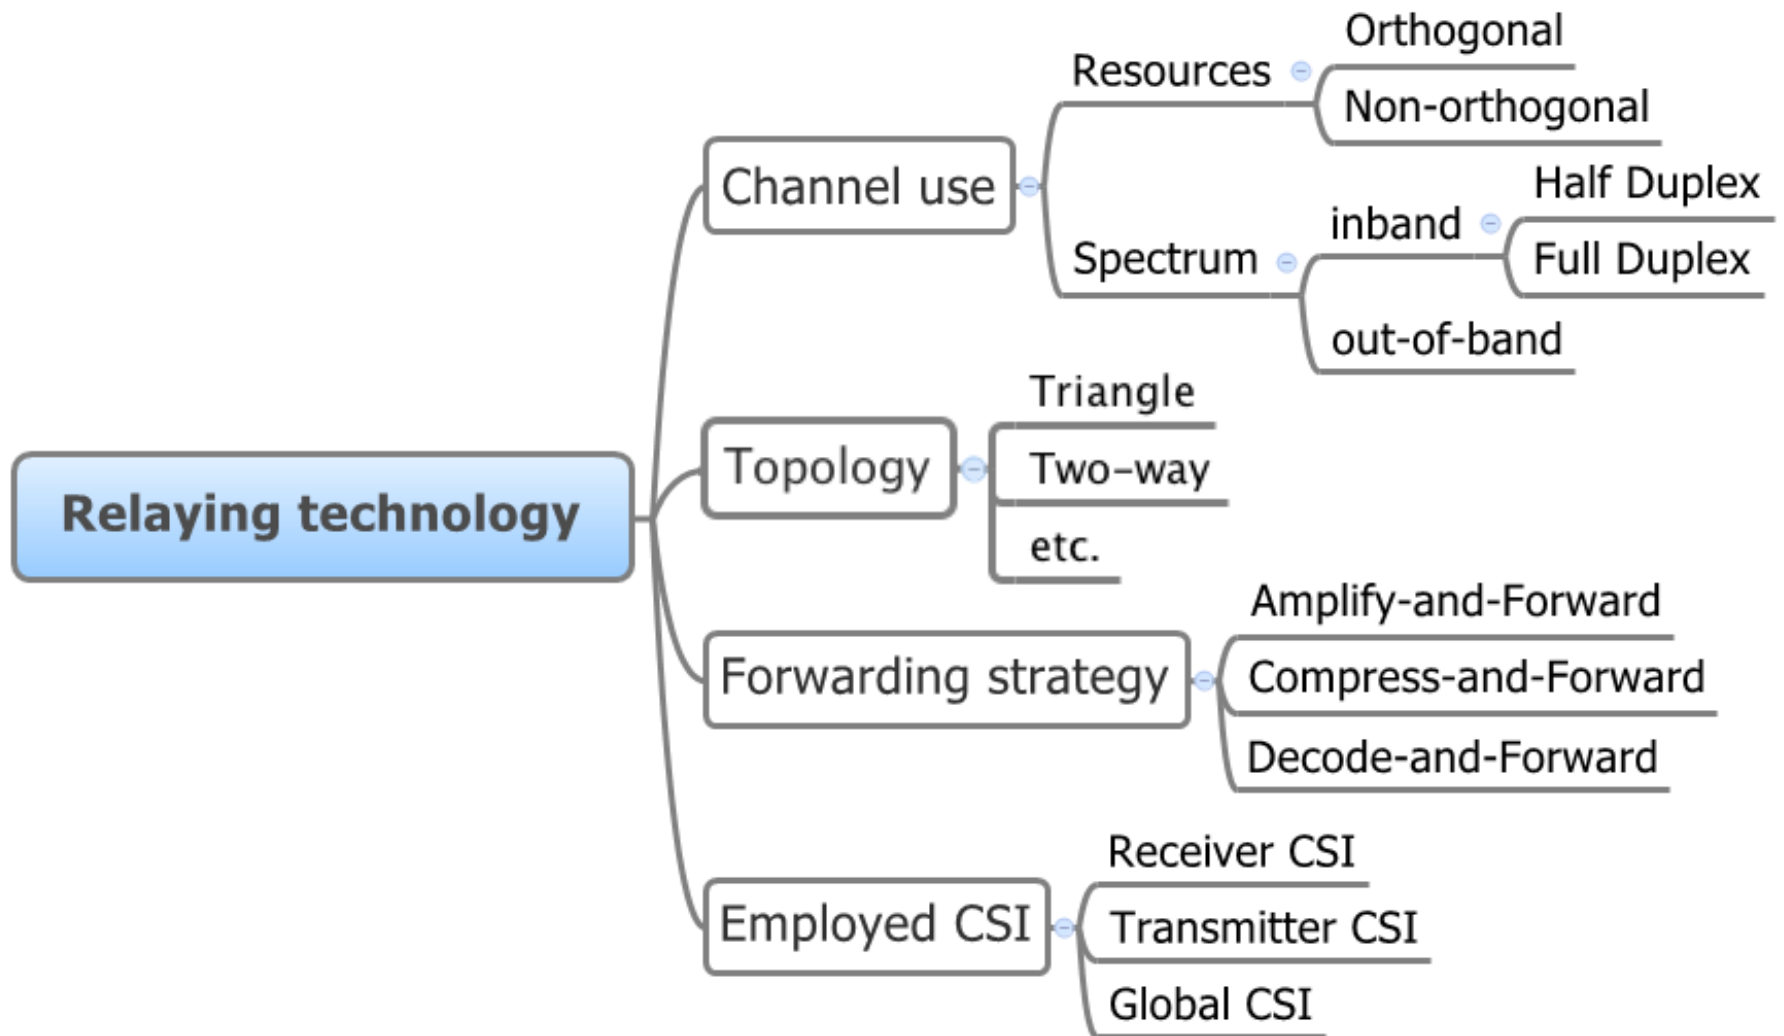 Relaying technology
Channel use
Resources
Orthogonal
Non-orthogonal
Spectrum
inband
Half Duplex
Full Duplex
out-of-band
Topology
Triangle
Two-way
etc.
Forwarding strategy
Amplify-and-Forward
Compress-and-Forward
Decode-and-Forward
Employed CSI
Receiver CSI
Transmitter CSI
Global CSI